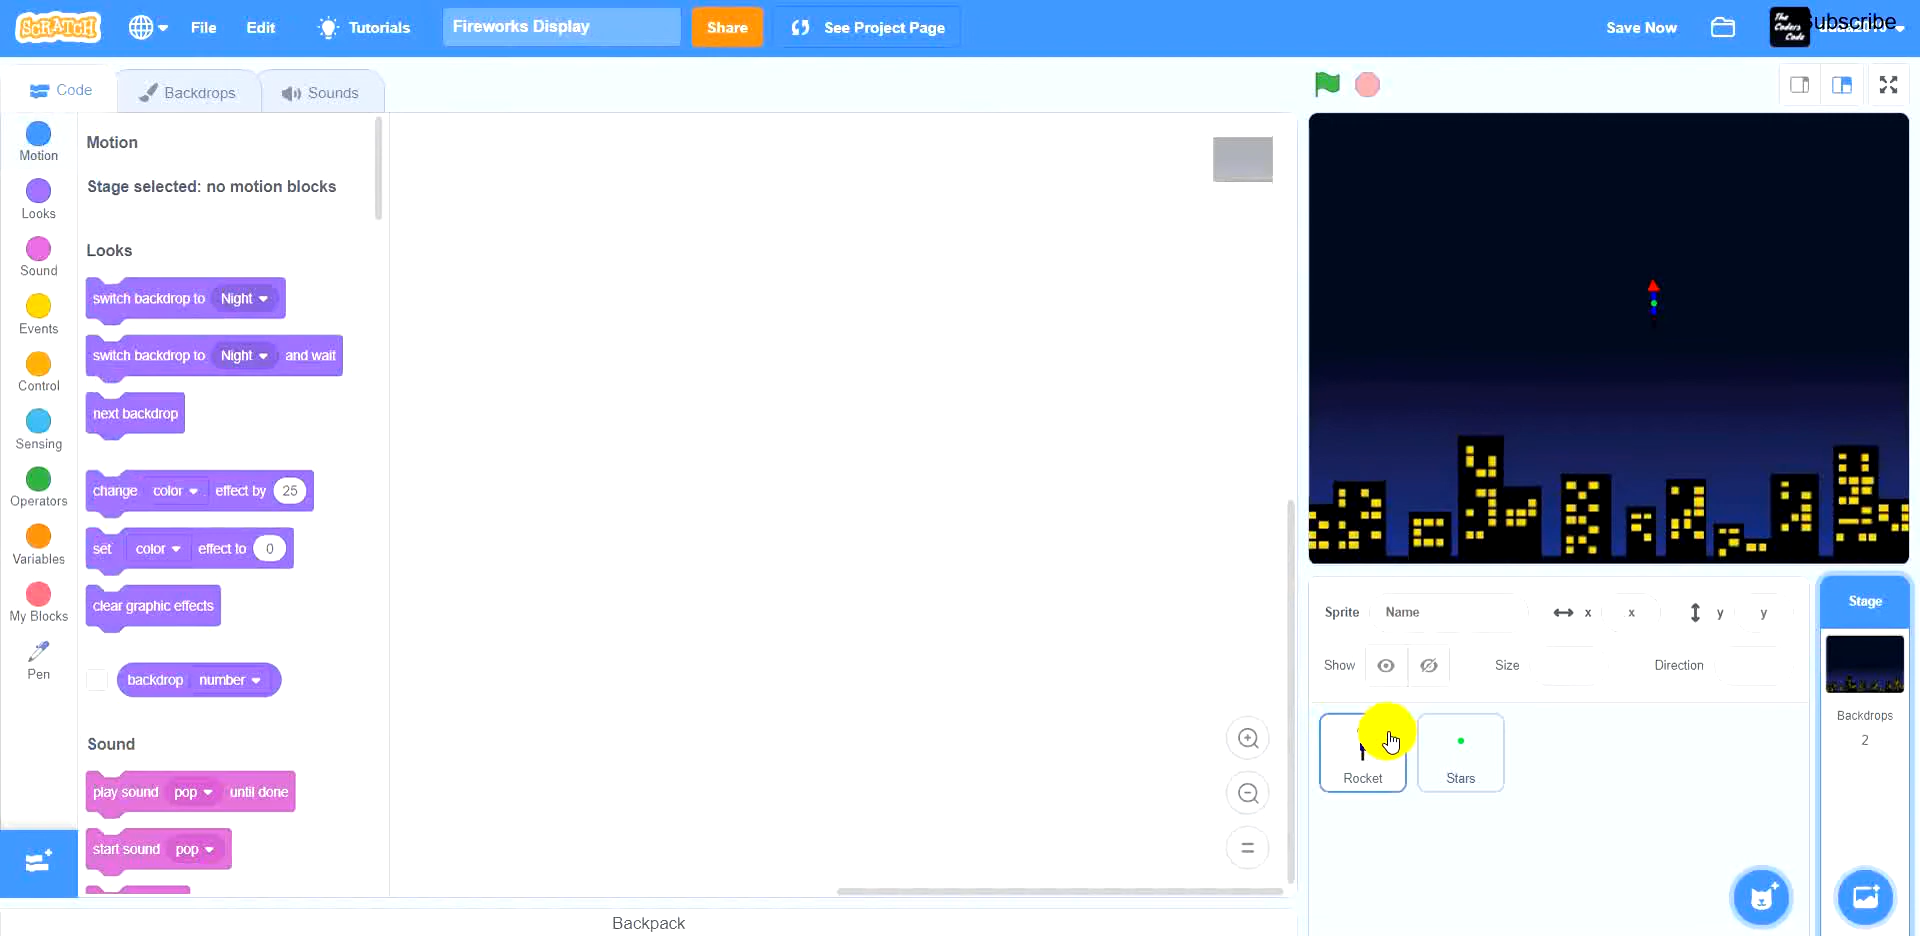 SCRATCH File Edit Tutorials Fireworks Display Share See Project Page Save Now The Coders Code Subscribe
Code Backdrops Sounds
Motion
Looks
Sound
Events
Control
Sensing
Operators
Variables
My Blocks
Pen
Motion
Stage selected: no motion blocks
Looks
switch backdrop to Night
switch backdrop to Night and wait
next backdrop
change color effect by 25
set color effect to 0
clear graphic effects
backdrop number
Sound
play sound pop until done
start sound pop
Backpack
Sprite Name x x y y
Show Size Direction
Rocket
Stars
Stage
Backdrops
2